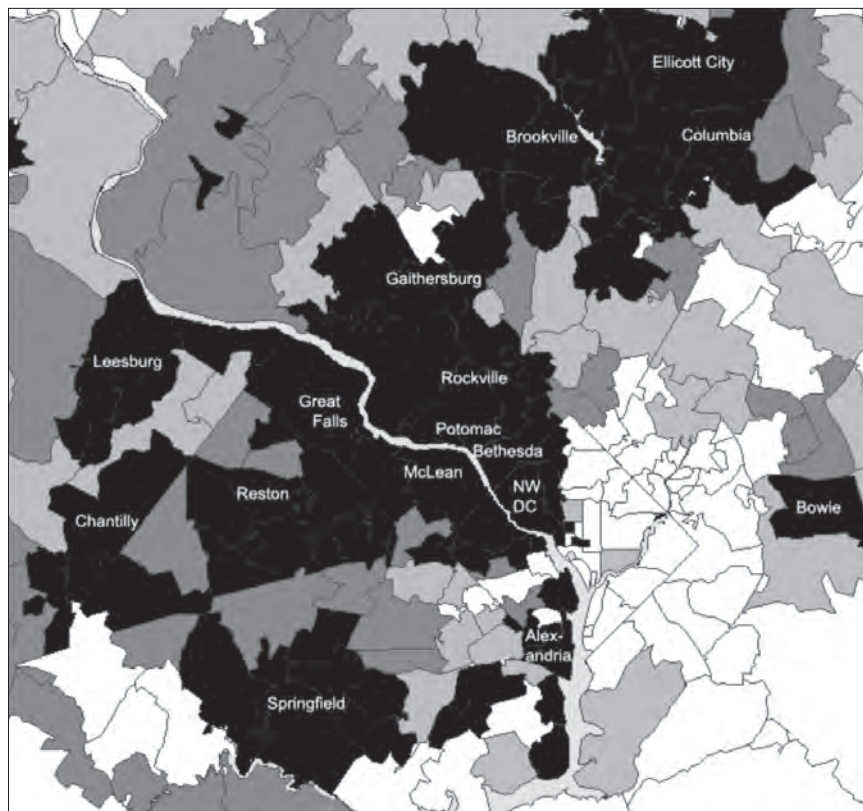 Ellicott City
Brookville
Columbia
Gaithersburg
Leesburg
Rockville
Great
Falls
Potomac
Bethesda
McLean
NW
DC
Reston
Chantilly
Bowie
Alex-
andria
Springfield